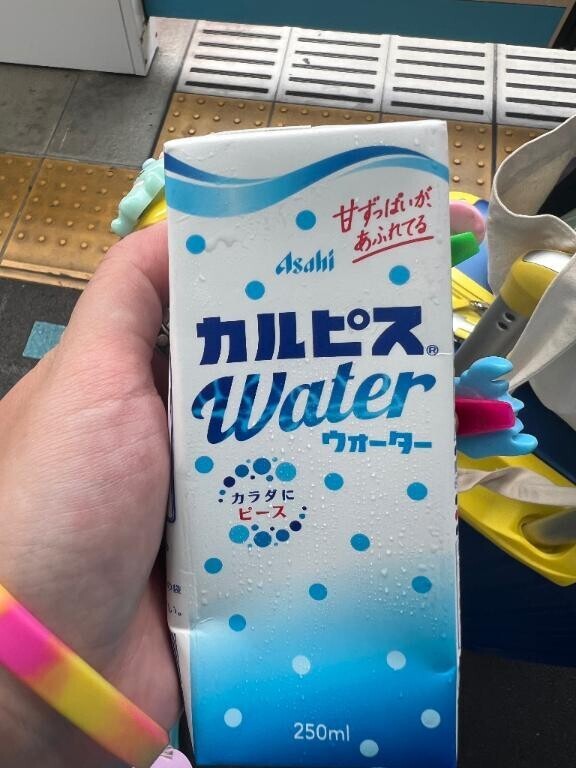 甘ずっぱいが
あふれてる
Asahi
カルピス®
Water
ウォーター
カラダに
ピース
250ml